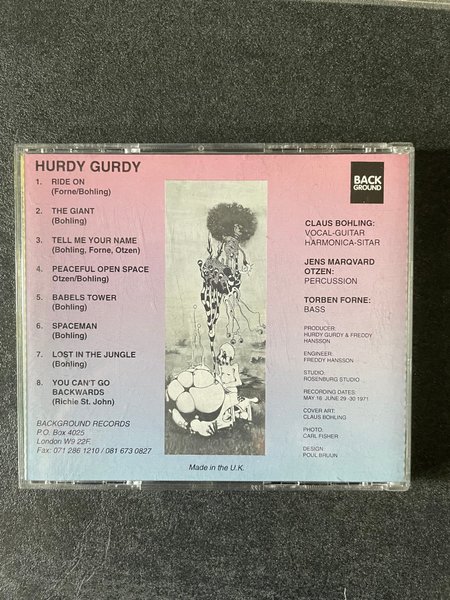 HURDY GURDY
1. RIDE ON
(Forne/Bohling)
2. THE GIANT
(Bohling)
3. TELL ME YOUR NAME
(Bohling, Forne, Otzen)
4. PEACEFUL OPEN SPACE
Otzen/Bohling)
5. BABELS TOWER
(Bohling)
6. SPACEMAN
(Bohling)
7. LOST IN THE JUNGLE
(Bohling)
8. YOU CAN'T GO
BACKWARDS
(Richie St. John)
BACKGROUND RECORDS
P.O. Box 4025
London W9 22F.
Fax: 071 286 1210 / 081 673 0827
Made in the U.K.
BACK
GROUND
CLAUS BOHLING:
VOCAL-GUITAR
HARMONICA-SITAR
JENS MARQVARD
OTZEN:
PERCUSSION
TORBEN FORNE:
BASS
PRODUCER:
HURDY GURDY & FREDDY
HANSSON
ENGINEER:
FREDDY HANSSON
STUDIO:
ROSENBURG STUDIO
RECORDING DATES:
MAY 16 JUNE 29 -30 1971
COVER ART:
CLAUS BOHLING
PHOTO:
CARL FISHER
DESIGN:
POUL BRUUN